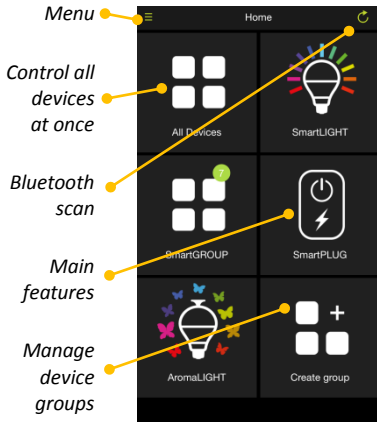 Menu
Home
Control all
devices
at once
All Devices
SmartLIGHT
Bluetooth
scan
7
SmartGROUP
SmartPLUG
Main
features
Manage
device
groups
AromaLIGHT
Create group